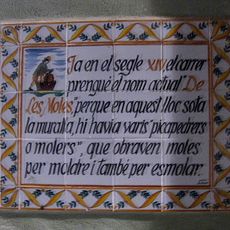 Ja en el segle XIV, el carrer
prengué el nom actual "De
Les Moles", perquè en aquest lloc sota
la muralla, hi havia varis "picapedrers
o molers", que obraven moles
per moldre i també per esmolar.